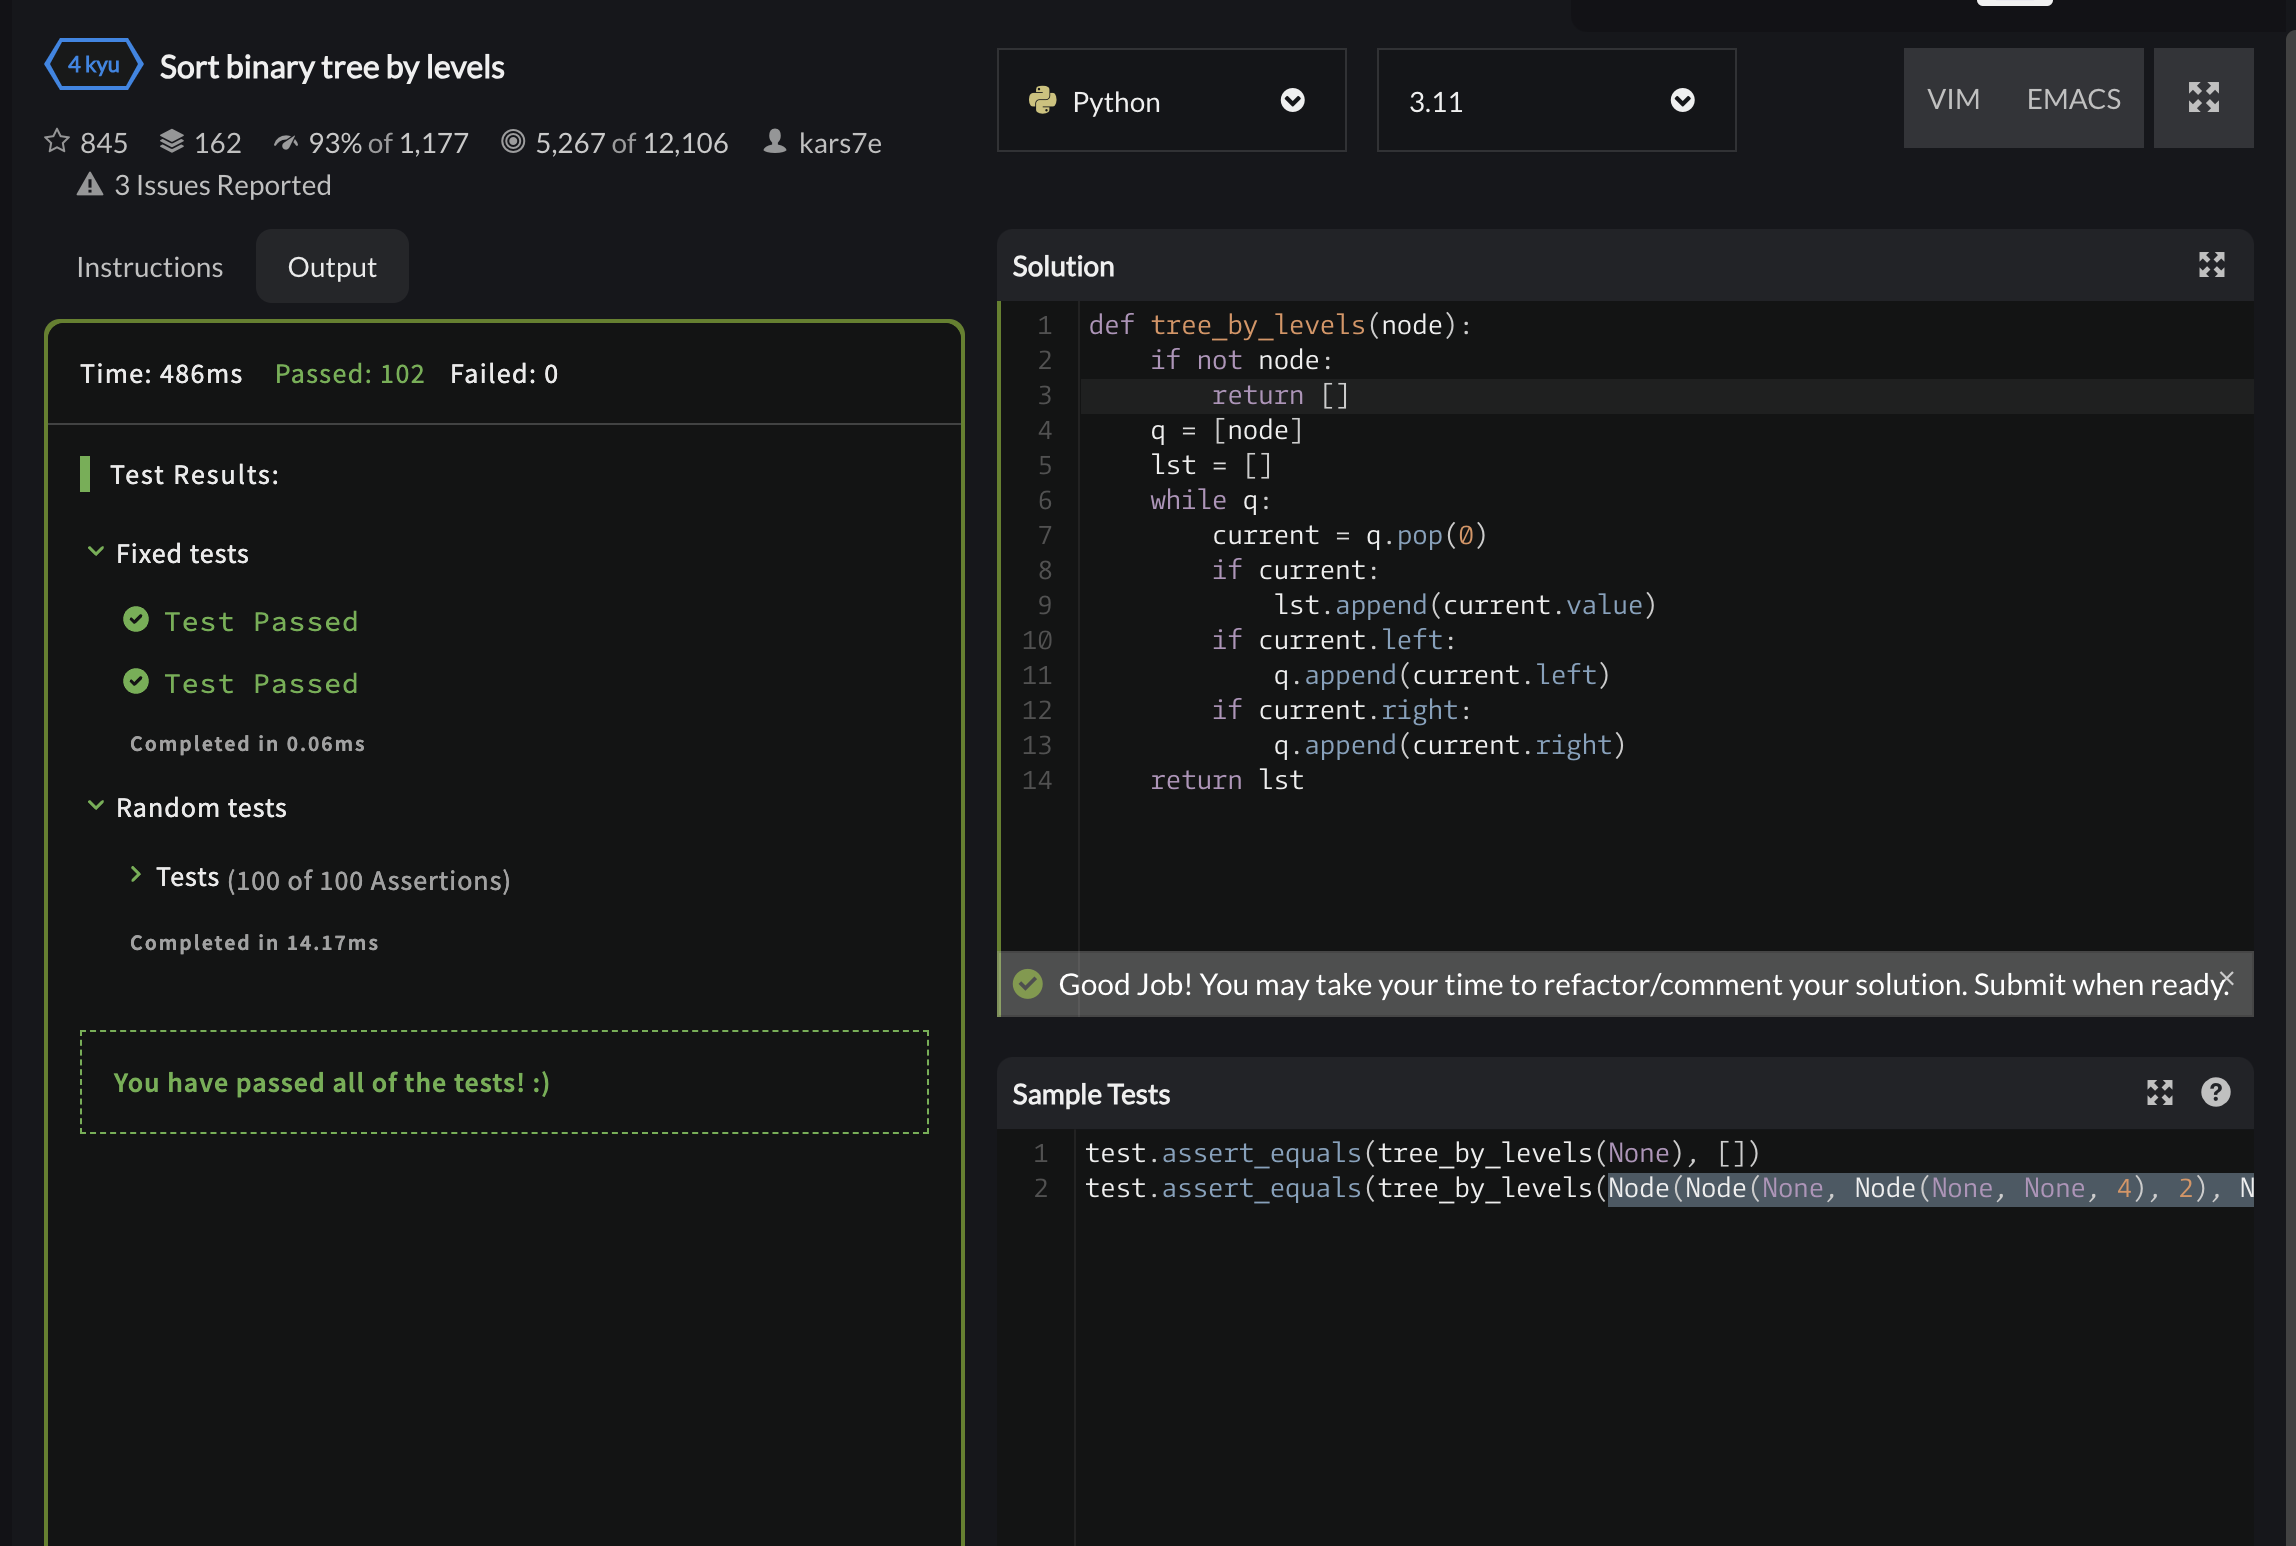 4 kyu Sort binary tree by levels
845 162 93% of 1,177 5,267 of 12,106 kars7e
3 Issues Reported
Python 3.11 VIM EMACS
Instructions Output
Time: 486ms Passed: 102 Failed: 0
Test Results:
Fixed tests
Test Passed
Test Passed
Completed in 0.06ms
Random tests
Tests (100 of 100 Assertions)
Completed in 14.17ms
You have passed all of the tests! :)
Solution
1 def tree_by_levels(node):
2     if not node:
3         return []
4     q = [node]
5     lst = []
6     while q:
7         current = q.pop(0)
8         if current:
9             lst.append(current.value)
10         if current.left:
11             q.append(current.left)
12         if current.right:
13             q.append(current.right)
14     return lst
Good Job! You may take your time to refactor/comment your solution. Submit when ready.
Sample Tests
1 test.assert_equals(tree_by_levels(None), [])
2 test.assert_equals(tree_by_levels(Node(Node(None, Node(None, None, 4), 2), N